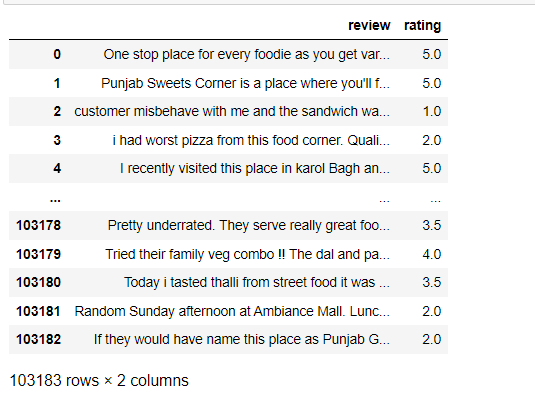 review rating
0 One stop place for every foodie as you get var... 5.0
1 Punjab Sweets Corner is a place where you'll f... 5.0
2 customer misbehave with me and the sandwich wa... 1.0
3 i had worst pizza from this food corner. Quali... 2.0
4 I recently visited this place in karol Bagh an... 5.0
... ... ...
103178 Pretty underrated. They serve really great foo... 3.5
103179 Tried their family veg combo !! The dal and pa... 4.0
103180 Today i tasted thalli from street food it was ... 3.5
103181 Random Sunday afternoon at Ambiance Mall. Lunc... 2.0
103182 If they would have name this place as Punjab G... 2.0
103183 rows × 2 columns